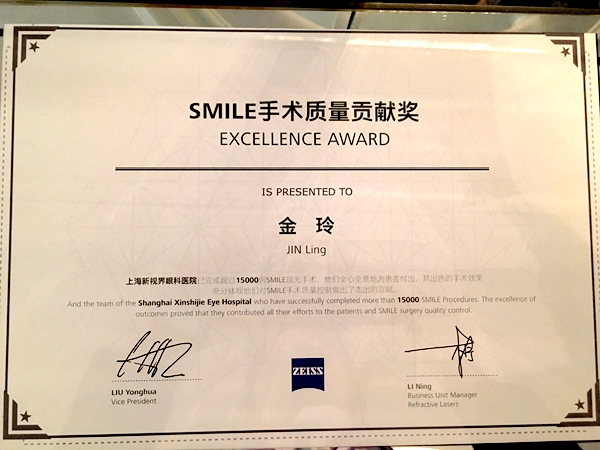 SMILE手术质量贡献奖
EXCELLENCE AWARD
IS PRESENTED TO
金 玲
JIN Ling
上海新视界眼科医院已完成超过15000例SMILE屈光手术。他们全心全意地为患者付出，其出色的手术效果
充分体现他们对SMILE手术质量控制做出了杰出的贡献。
And the team of the Shanghai Xinshijie Eye Hospital who have successfully completed more than 15000 SMILE Procedures. The excellence of
outcomes proved that they contributed all their efforts to the patients and SMILE surgery quality control.
ZEISS
LIU Yonghua
Vice President
LI Ning
Business Unit Manager
Refractive Lasers